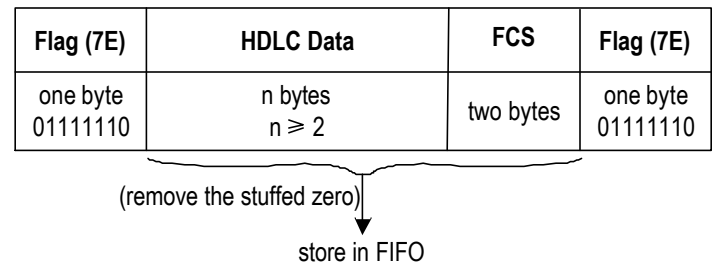 Flag (7E) HDLC Data FCS Flag (7E)
one byte n bytes two bytes one byte
01111110 n ⩾ 2 01111110
(remove the stuffed zero)
store in FIFO